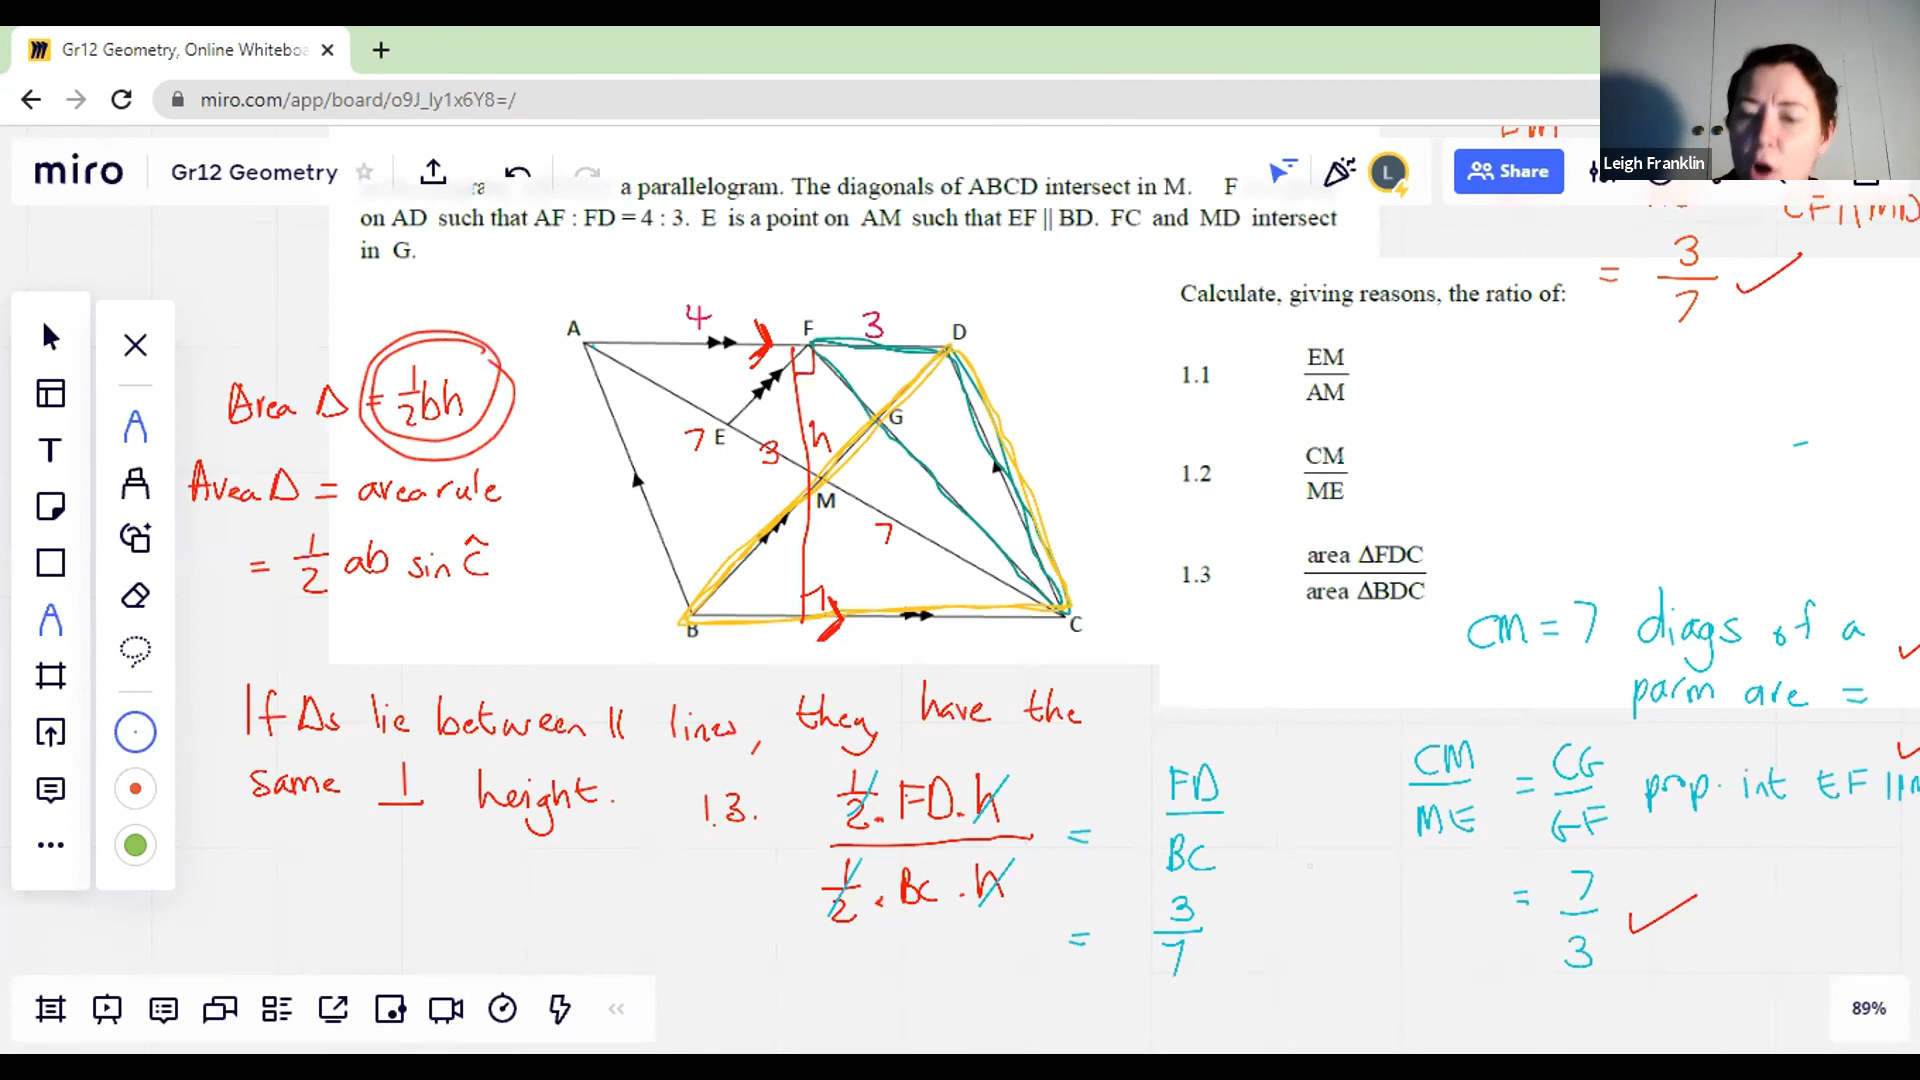 Gr12 Geometry, Online Whiteboa
miro.com/app/board/o9J_ly1x6Y8=/
Leigh Franklin
miro
Gr12 Geometry
L
Share
a parallelogram. The diagonals of ABCD intersect in M. F
on AD such that AF : FD = 4 : 3. E is a point on AM such that EF || BD. FC and MD intersect
in G.
Calculate, giving reasons, the ratio of:
1.1 EM
AM
1.2 CM
ME
1.3 area ΔFDC
area ΔBDC
EF || MD
= 3
7
A 4 F 3 D
G
7 E 3 h
M
7
B C
Area Δ = 1/2 bh
Area Δ = area rule
= 1/2 ab sin Ĉ
If Δs lie between || lines, they have the
same ⊥ height.
1.3. 1/2 . FD . h
1/2 . BC . h
= FD
BC
= 3
7
CM = 7 diags of a
parm are =
CM = CG prop. int EF ||
ME GF
= 7
3
T
89%